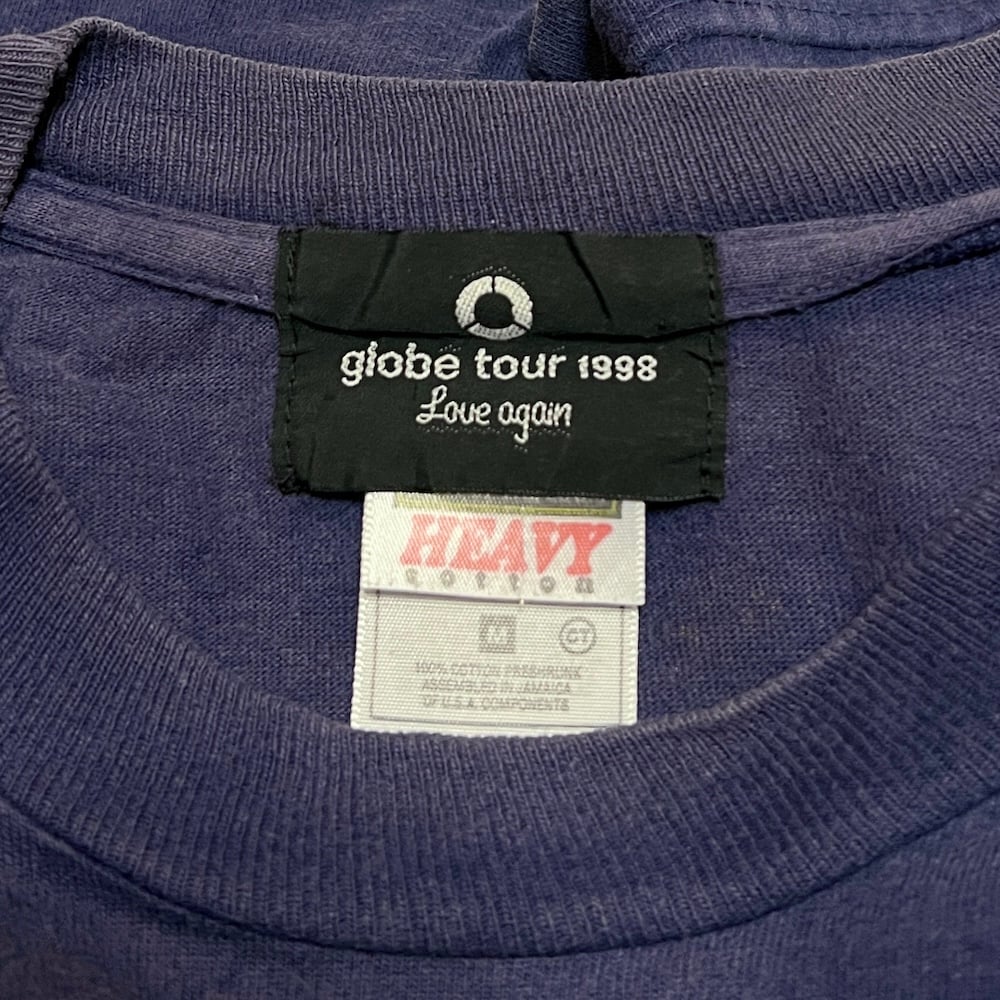 globe tour 1998
Love again
HEAVY
COTTON
M
CT
100% COTTON PRESHRUNK
ASSEMBLED IN JAMAICA
OF U.S.A. COMPONENTS